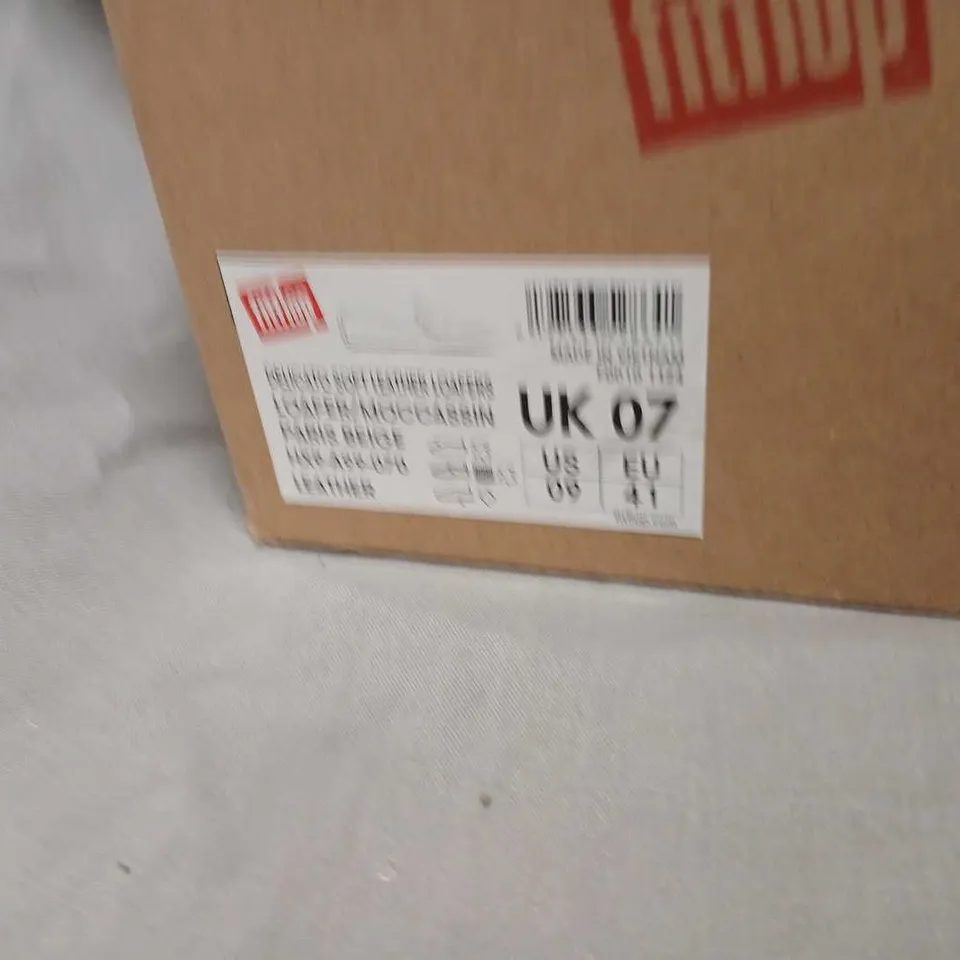 fitflop
fitflop
MADE IN VIETNAM
DELICATO SOFT LEATHER LOAFERS
LOAFER/MOCCASSIN
PARIS BEIGE
LEATHER
UK 07
US EU
09 41